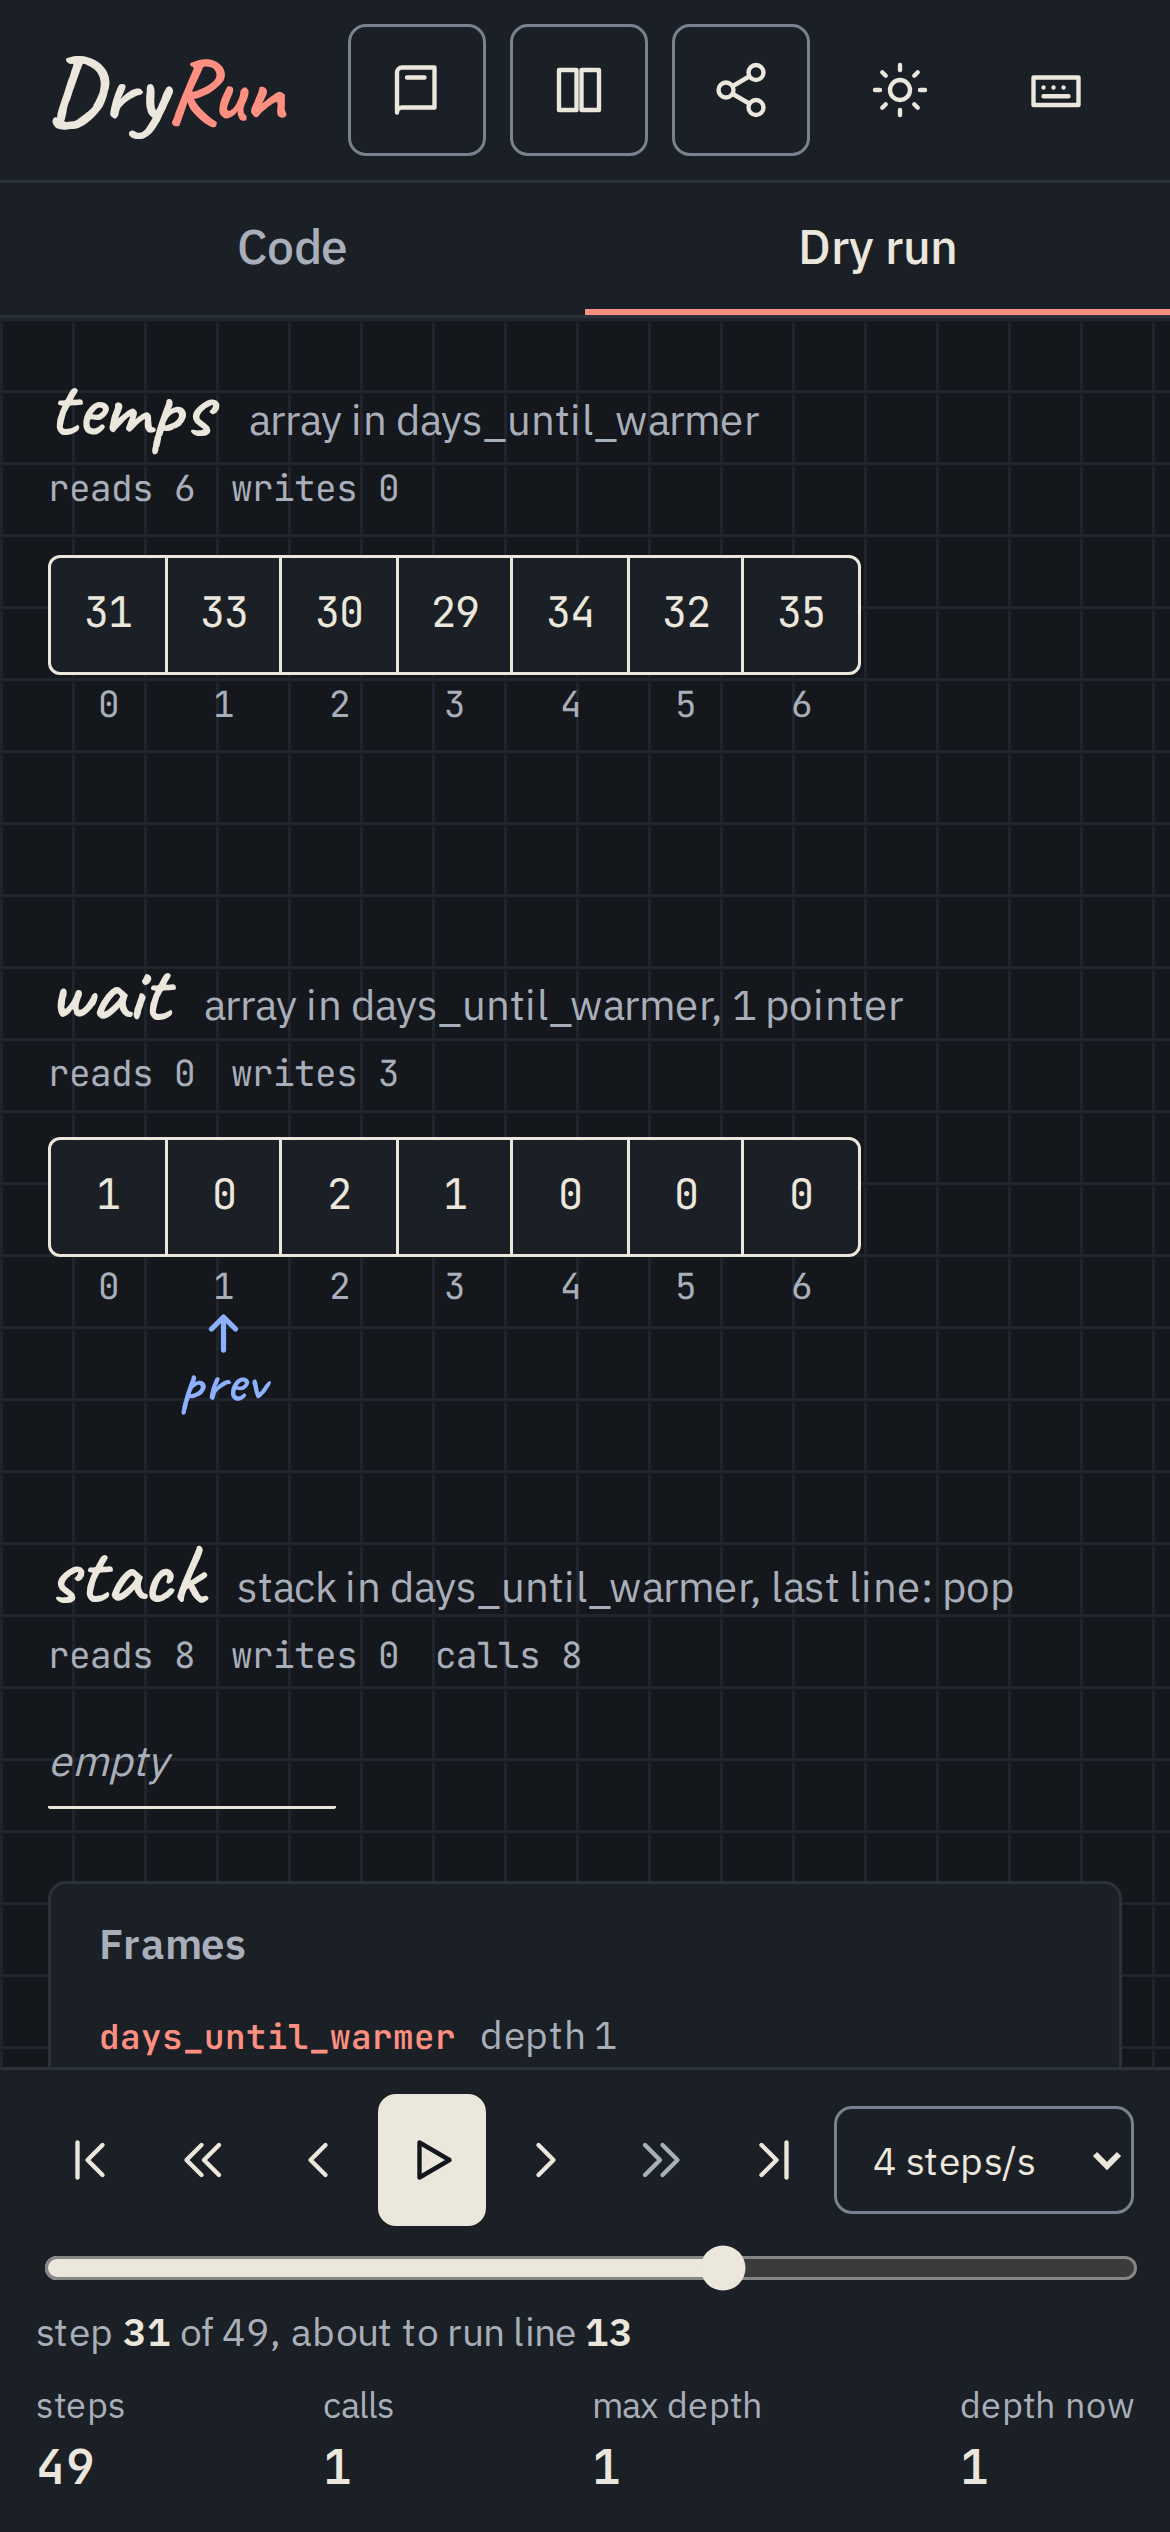 DryRun
Code Dry run
temps array in days_until_warmer
reads 6 writes 0
31 33 30 29 34 32 35
0 1 2 3 4 5 6
wait array in days_until_warmer, 1 pointer
reads 0 writes 3
1 0 2 1 0 0 0
0 1 2 3 4 5 6
prev
stack stack in days_until_warmer, last line: pop
reads 8 writes 0 calls 8
empty
Frames
days_until_warmer depth 1
4 steps/s
step 31 of 49, about to run line 13
steps calls max depth depth now
49 1 1 1